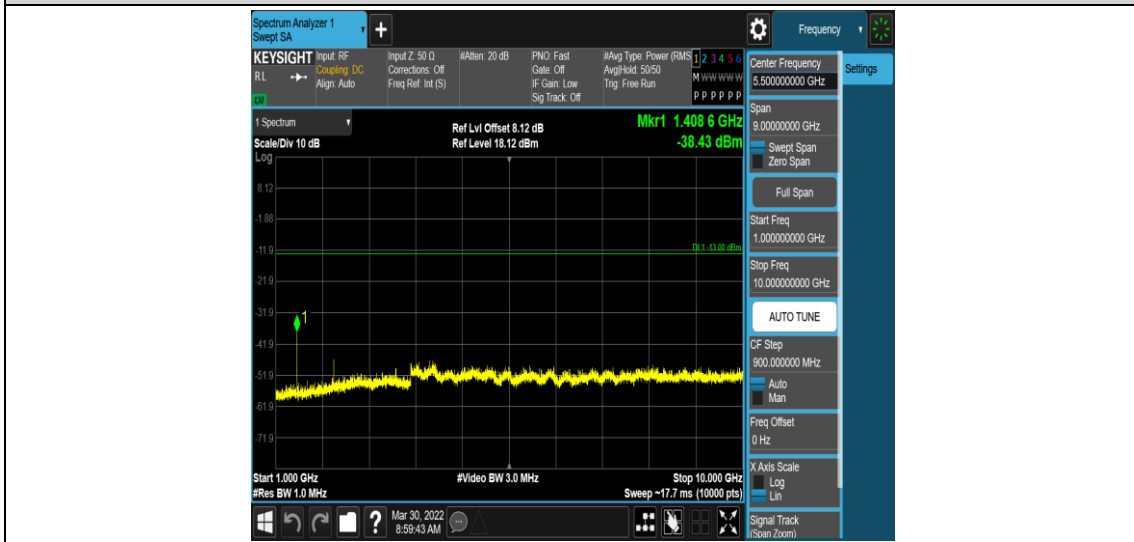 Spectrum Analyzer 1
Swept SA
+
Frequency
KEYSIGHT
RL
LXI
Input: RF
Coupling: DC
Align: Auto
Input Z: 50 Ω
Corrections: Off
Freq Ref: Int (S)
#Atten: 20 dB
PNO: Fast
Gate: Off
IF Gain: Low
Sig Track: Off
#Avg Type: Power (RMS
Avg|Hold: 50/50
Trig: Free Run
1 2 3 4 5 6
M W W W W W
P P P P P P
1 Spectrum
Scale/Div 10 dB
Log
Ref Lvl Offset 8.12 dB
Ref Level 18.12 dBm
Mkr1 1.408 6 GHz
-38.43 dBm
8.12
-1.88
-11.9
DL1 -13.00 dBm
-21.9
-31.9
1
-41.9
-51.9
-61.9
-71.9
Start 1.000 GHz
#Res BW 1.0 MHz
#Video BW 3.0 MHz
Stop 10.000 GHz
Sweep ~17.7 ms (10000 pts)
Center Frequency
5.500000000 GHz
Settings
Span
9.00000000 GHz
Swept Span
Zero Span
Full Span
Start Freq
1.000000000 GHz
Stop Freq
10.000000000 GHz
AUTO TUNE
CF Step
900.000000 MHz
Auto
Man
Freq Offset
0 Hz
X Axis Scale
Log
Lin
Signal Track
(Span Zoom)
?
Mar 30, 2022
8:59:43 AM